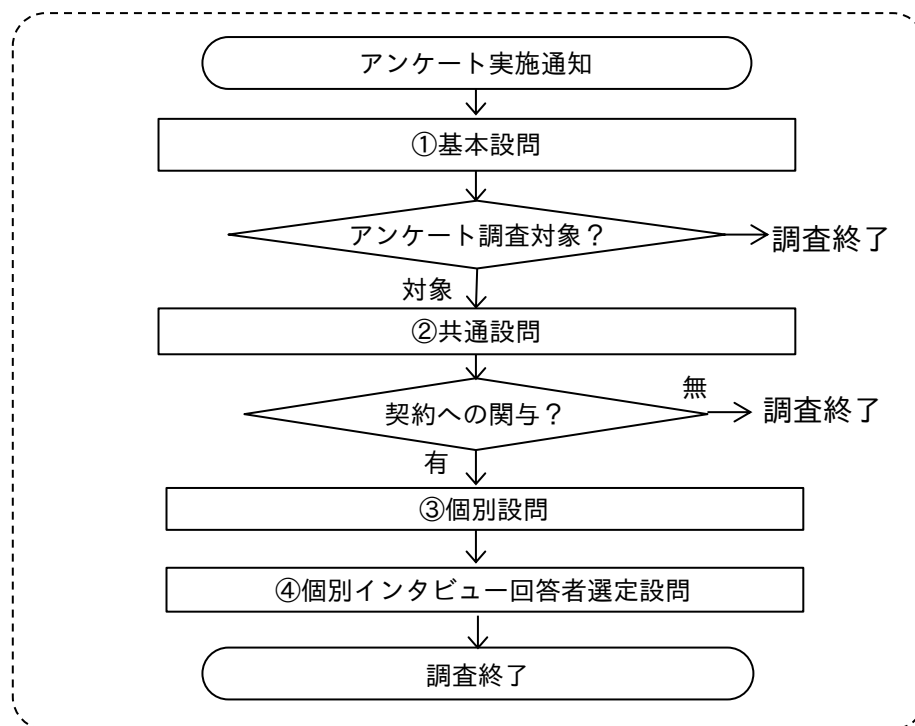 アンケート実施通知
①基本設問
アンケート調査対象？
調査終了
対象
②共通設問
契約への関与？
無
調査終了
有
③個別設問
④個別インタビュー回答者選定設問
調査終了